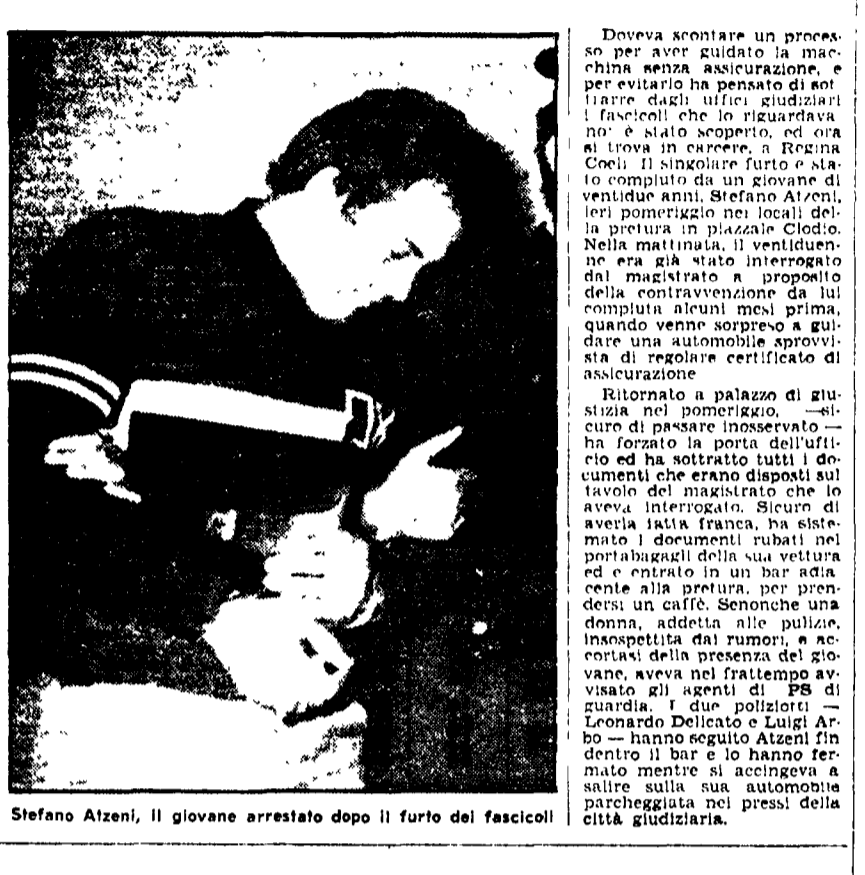 Doveva scontare un proces-
so per aver guidato la mac-
china senza assicurazione, e
per evitarlo ha pensato di sot
trarre dagli uffici giudiziari
i fascicoli che lo riguardava
no: è stato scoperto, ed ora
si trova in carcere, a Regina
Coeli. Il singolare furto e sta-
to compiuto da un giovane di
ventidue anni, Stefano Atzeni,
ieri pomeriggio nei locali del-
la pretura in piazzale Clodio.
Nella mattinata, il ventiduen-
ne era già stato interrogato
dal magistrato a proposito
della contravvenzione da lui
compiuta alcuni mesi prima,
quando venne sorpreso a gui-
dare una automobile sprovvi-
sta di regolare certificato di
assicurazione
Ritornato a palazzo di giu-
stizia nel pomeriggio, —si-
curo di passare inosservato —
ha forzato la porta dell'uffi-
cio ed ha sottratto tutti i do-
cumenti che erano disposti sul
tavolo del magistrato che lo
aveva interrogato. Sicuro di
averla fatta franca, ha siste-
mato i documenti rubati nel
portabagagli della sua vettura
ed e entrato in un bar adia
cente alla pretura, per pren-
dersi un caffè. Senonche una
donna, addetta alle pulizie,
insospettita dai rumori, e ac-
cortasi della presenza del gio-
vane, aveva nel frattempo av-
visato gli agenti di PS di
guardia. I due poliziotti —
Leonardo Delicato e Luigi Ar-
bo — hanno seguito Atzeni fin
dentro il bar e lo hanno fer-
mato mentre si accingeva a
salire sulla sua automobile
parcheggiata nei pressi della
città giudiziaria.
Stefano Atzeni, il giovane arrestato dopo il furto dei fascicoli